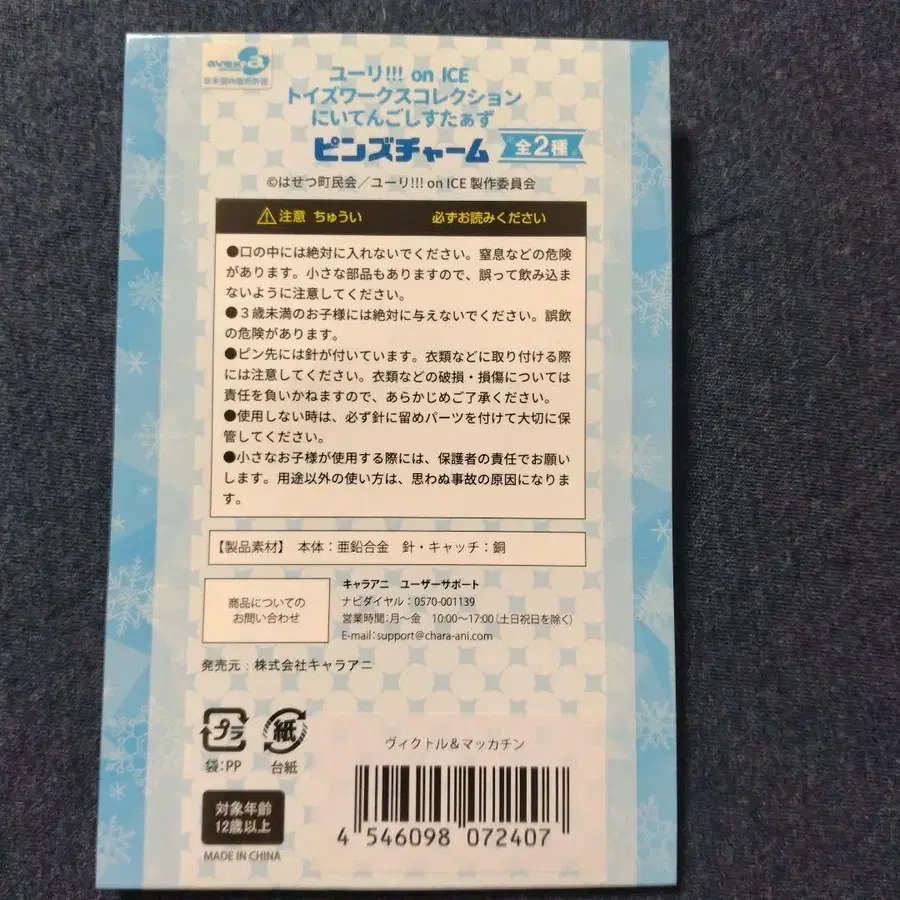 avex
日本国内販売許諾
ユーリ!!! on ICE
トイズワークスコレクション
にいてんごしすたぁず
ピンズチャーム 全2種
©はせつ町民会／ユーリ!!! on ICE 製作委員会
注意 ちゅうい 必ずお読みください
●口の中には絶対に入れないでください。窒息などの危険
があります。小さな部品もありますので、誤って飲み込ま
ないように注意してください。
●３歳未満のお子様には絶対に与えないでください。誤飲
の危険があります。
●ピン先には針が付いています。衣類などに取り付ける際
には注意してください。衣類などの破損・損傷については
責任を負いかねますので、あらかじめご了承ください。
●使用しない時は、必ず針に留めパーツを付けて大切に保
管してください。
●小さなお子様が使用する際には、保護者の責任でお願い
します。用途以外の使い方は、思わぬ事故の原因になりま
す。
【製品素材】 本体：亜鉛合金 針・キャッチ：銅
商品についての
お問い合わせ
キャラアニ ユーザーサポート
ナビダイヤル：0570-001139
営業時間：月〜金 10:00〜17:00（土日祝日を除く）
E-mail：support@chara-ani.com
発売元：株式会社キャラアニ
プラ
袋：PP
紙
台紙
対象年齢
12歳以上
MADE IN CHINA
ヴィクトル＆マッカチン
4 546098 072407